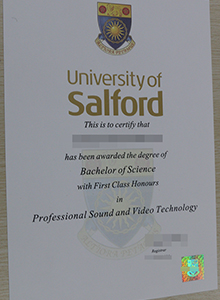 University of
Salford
This is to certify that
has been awarded the degree of
Bachelor of Science
with First Class Honours
in
Professional Sound and Video Technology
Registrar